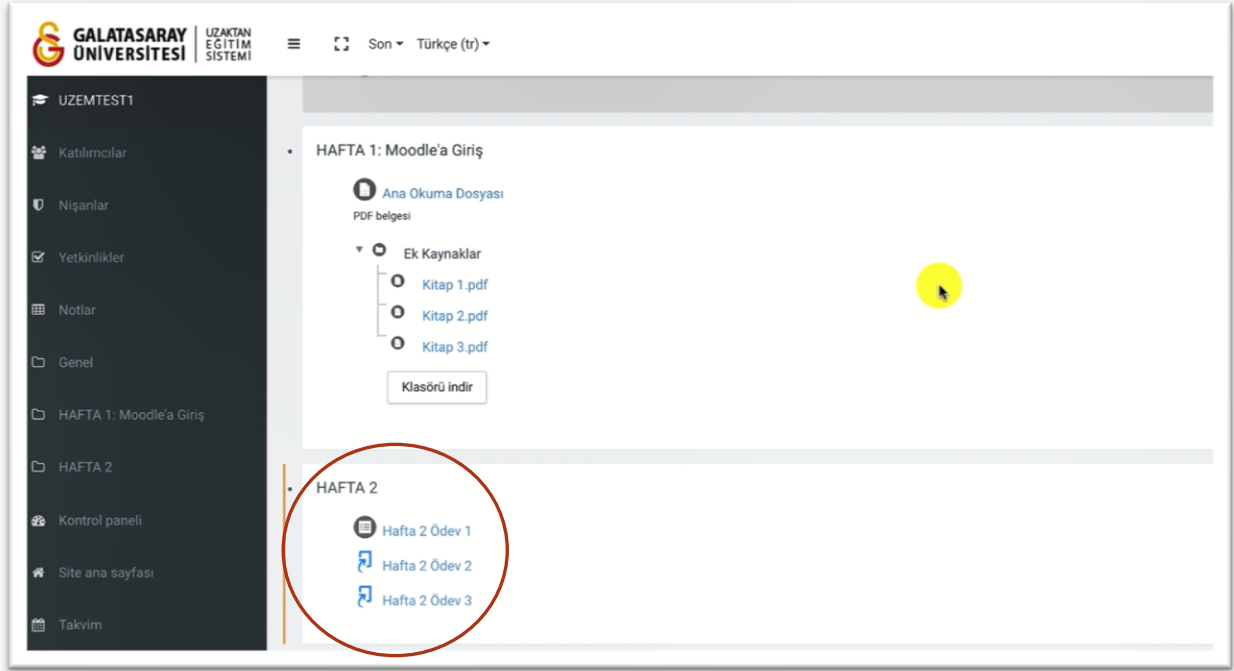 GALATASARAY ÜNİVERSİTESİ UZAKTAN EĞİTİM SİSTEMİ
Son Türkçe (tr)
UZEMTEST1
Katılımcılar
Nişanlar
Yetkinlikler
Notlar
Genel
HAFTA 1: Moodle'a Giriş
HAFTA 2
Kontrol paneli
Site ana sayfası
Takvim
HAFTA 1: Moodle'a Giriş
Ana Okuma Dosyası
PDF belgesi
Ek Kaynaklar
Kitap 1.pdf
Kitap 2.pdf
Kitap 3.pdf
Klasörü indir
HAFTA 2
Hafta 2 Ödev 1
Hafta 2 Ödev 2
Hafta 2 Ödev 3